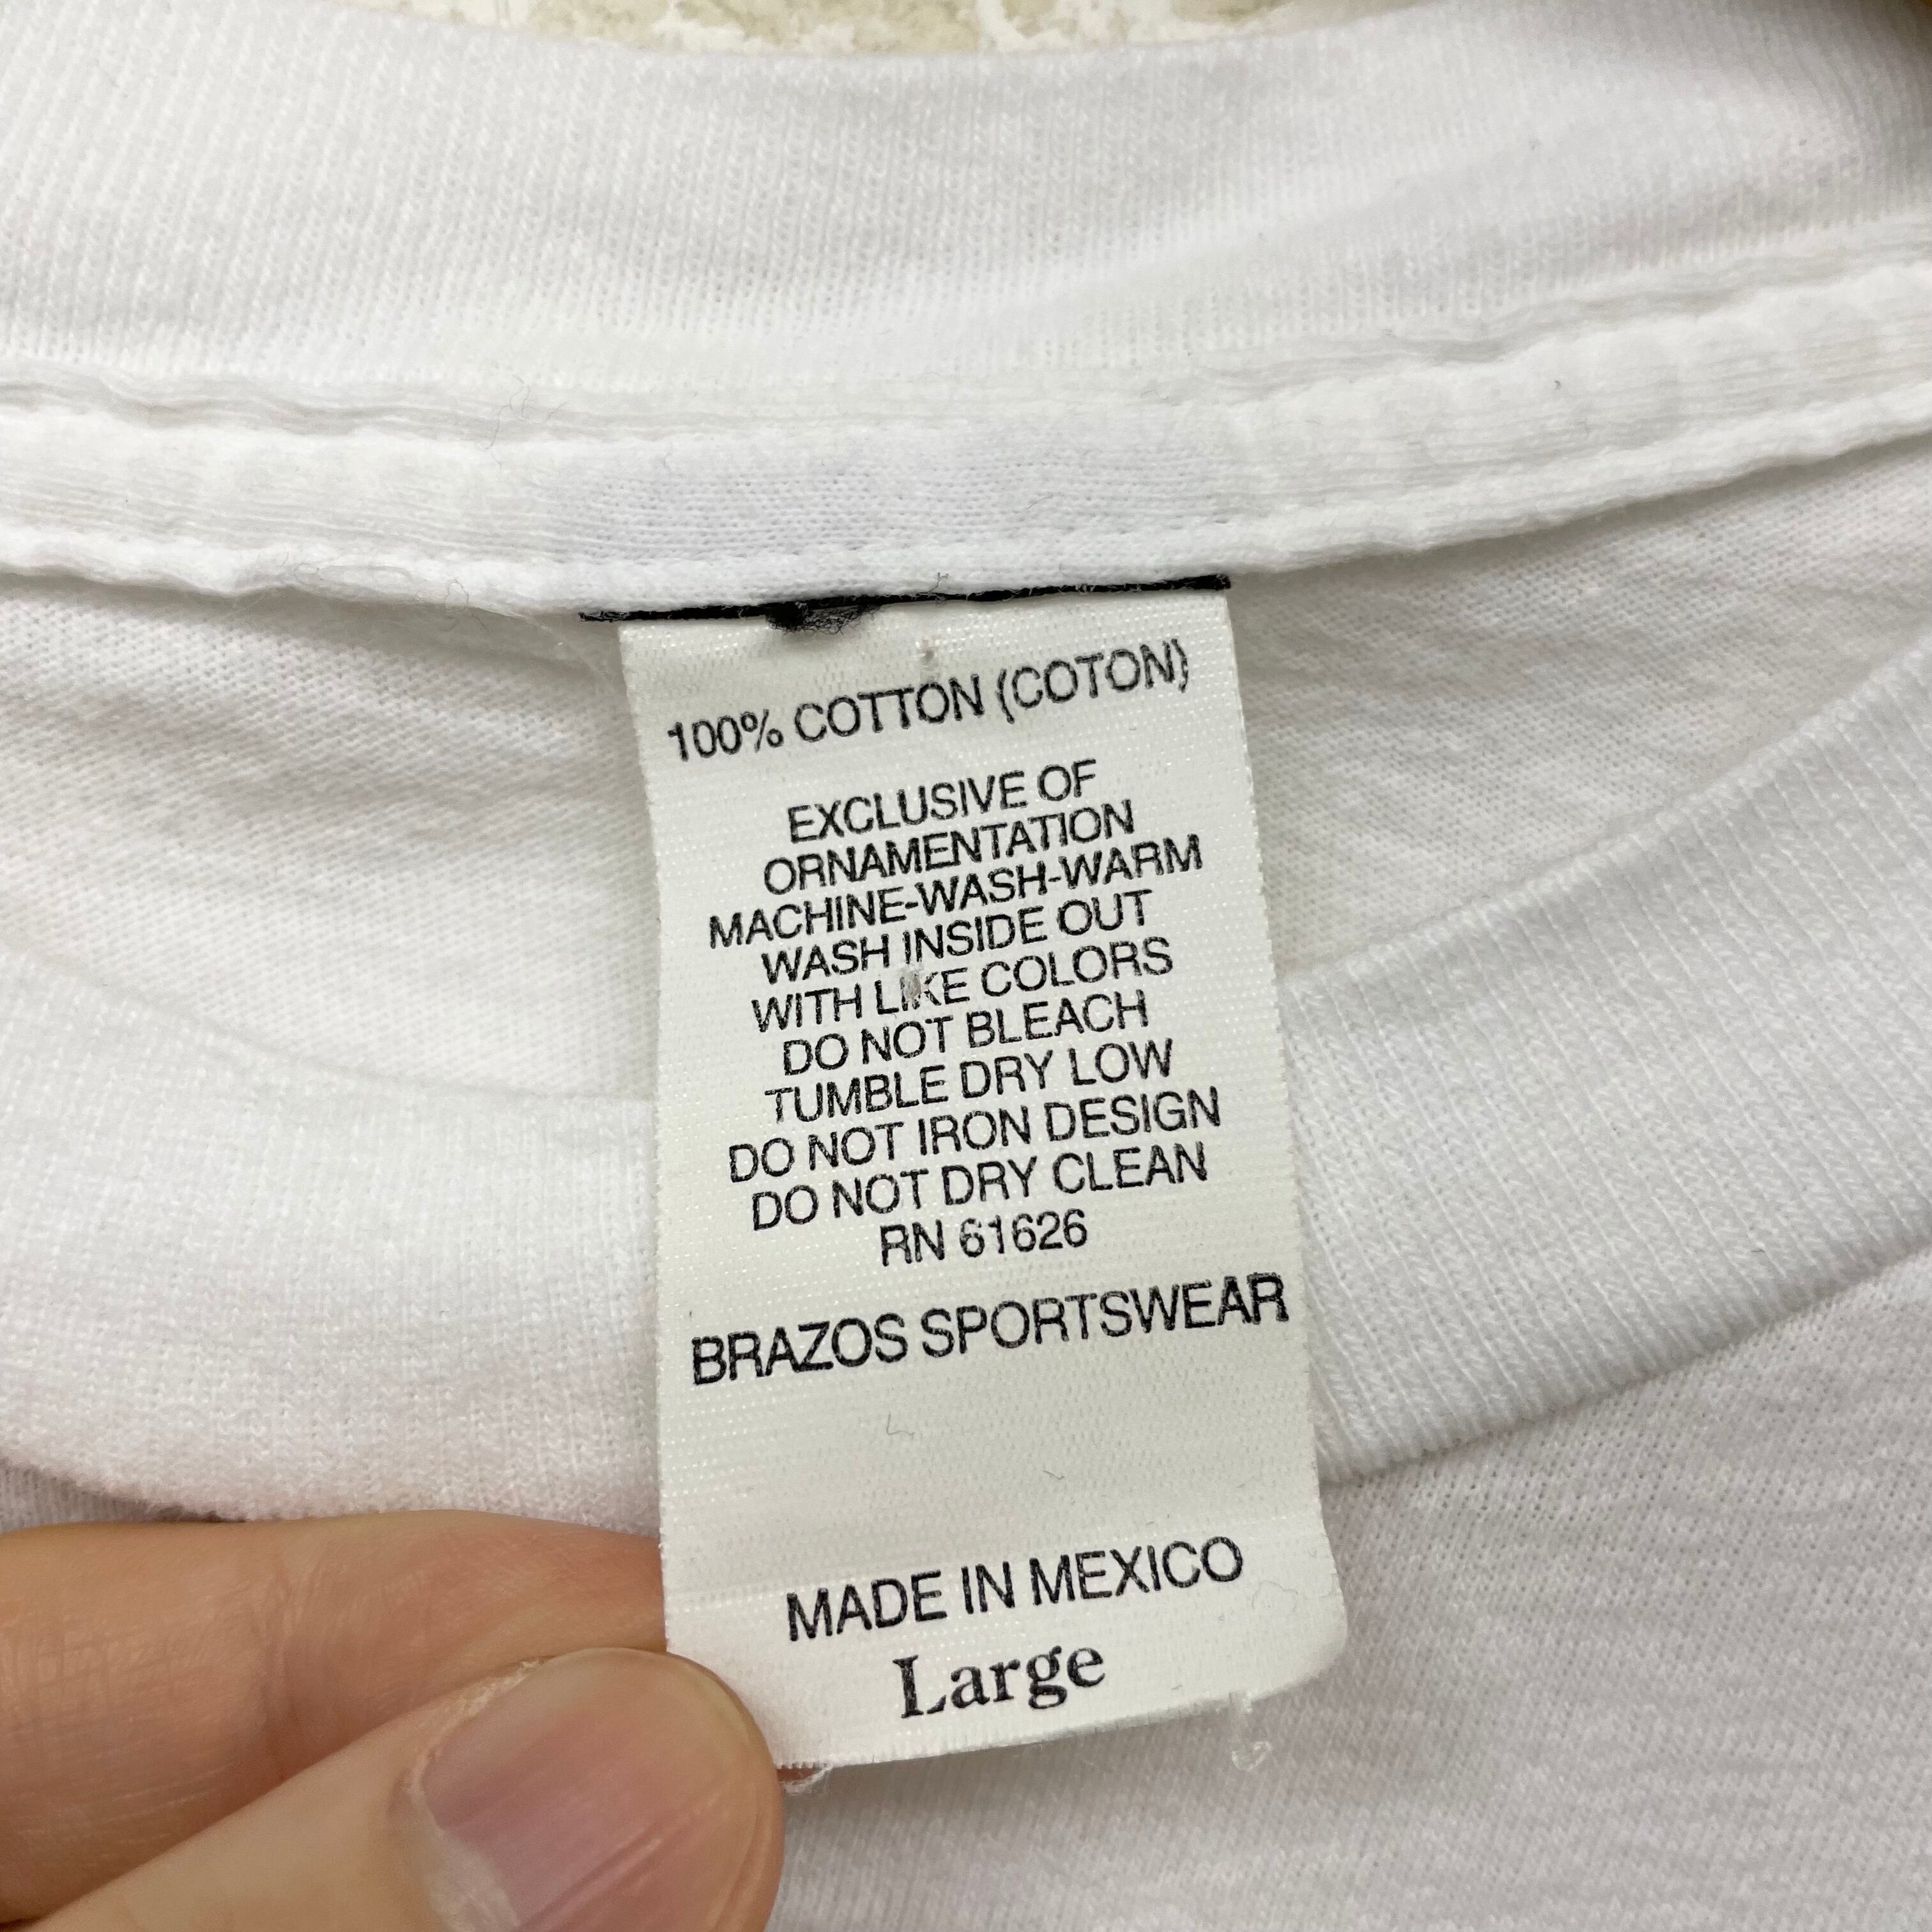 100% COTTON (COTON)
EXCLUSIVE OF
ORNAMENTATION
MACHINE-WASH-WARM
WASH INSIDE OUT
WITH LIKE COLORS
DO NOT BLEACH
TUMBLE DRY LOW
DO NOT IRON DESIGN
DO NOT DRY CLEAN
RN 61626
BRAZOS SPORTSWEAR
MADE IN MEXICO
Large